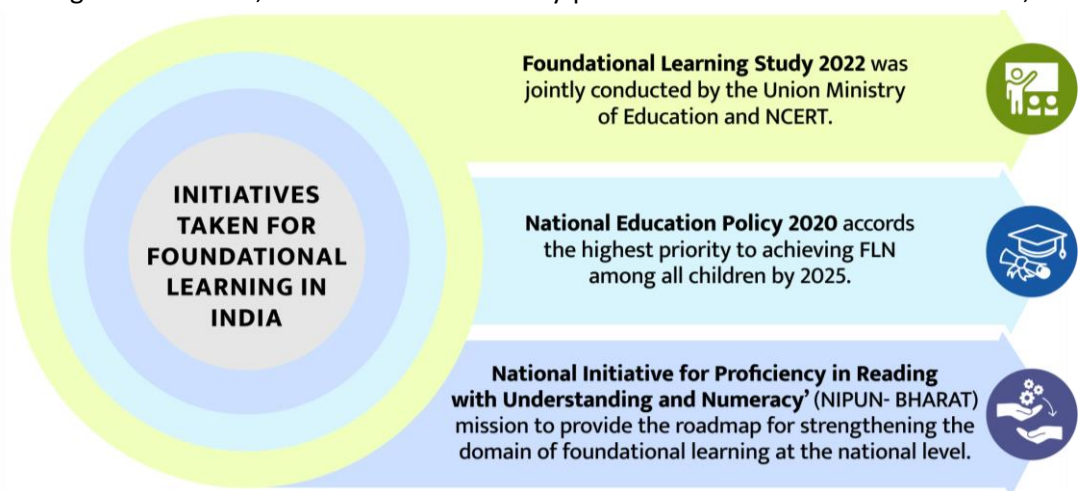 INITIATIVES
TAKEN FOR
FOUNDATIONAL
LEARNING IN
INDIA
Foundational Learning Study 2022 was
jointly conducted by the Union Ministry
of Education and NCERT.
National Education Policy 2020 accords
the highest priority to achieving FLN
among all children by 2025.
National Initiative for Proficiency in Reading
with Understanding and Numeracy’ (NIPUN- BHARAT)
mission to provide the roadmap for strengthening the
domain of foundational learning at the national level.